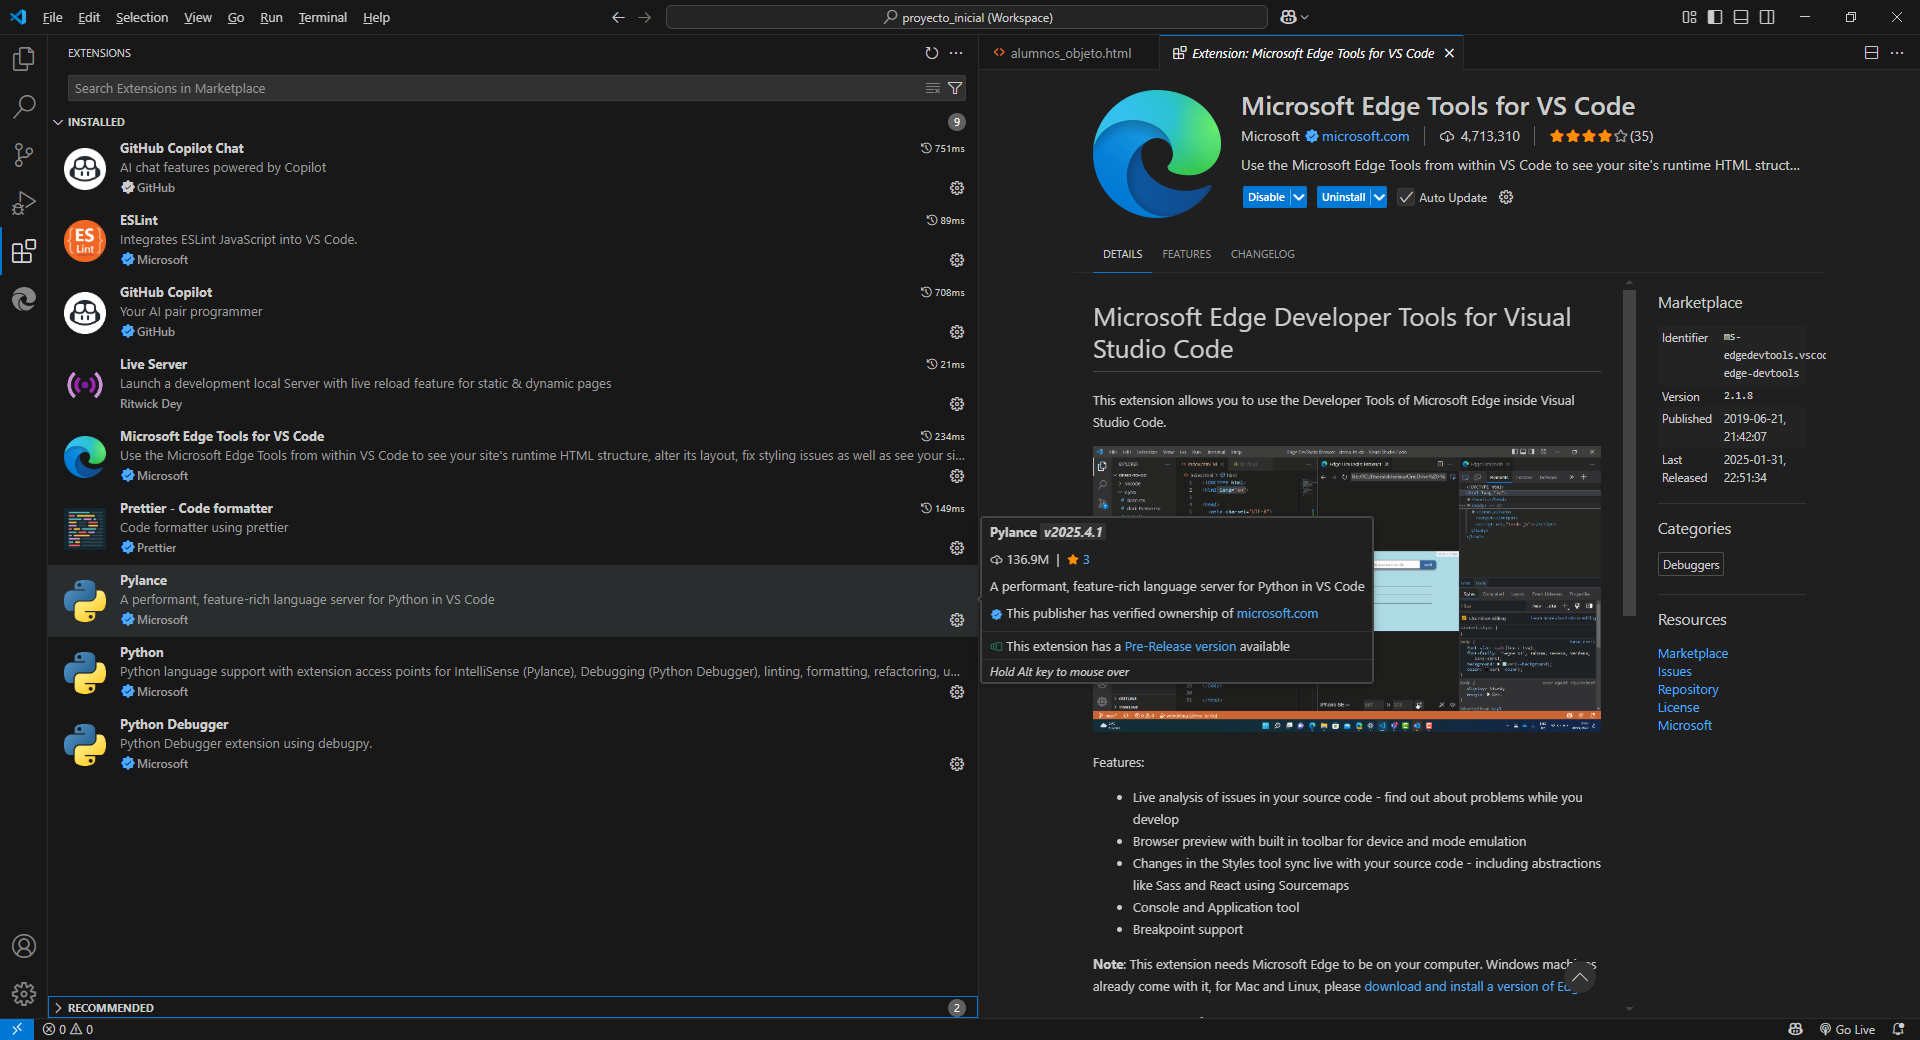 File Edit Selection View Go Run Terminal Help
proyecto_inicial (Workspace)
EXTENSIONS
Search Extensions in Marketplace
INSTALLED
9
GitHub Copilot Chat
751ms
AI chat features powered by Copilot
GitHub
ESLint
89ms
Integrates ESLint JavaScript into VS Code.
Microsoft
GitHub Copilot
708ms
Your AI pair programmer
GitHub
Live Server
21ms
Launch a development local Server with live reload feature for static & dynamic pages
Ritwick Dey
Microsoft Edge Tools for VS Code
234ms
Use the Microsoft Edge Tools from within VS Code to see your site's runtime HTML structure, alter its layout, fix styling issues as well as see your si...
Microsoft
Prettier - Code formatter
149ms
Code formatter using prettier
Prettier
Pylance
A performant, feature-rich language server for Python in VS Code
Microsoft
Python
Python language support with extension access points for IntelliSense (Pylance), Debugging (Python Debugger), linting, formatting, refactoring, u...
Microsoft
Python Debugger
Python Debugger extension using debugpy.
Microsoft
RECOMMENDED
2
alumnos_objeto.html
Extension: Microsoft Edge Tools for VS Code
Microsoft Edge Tools for VS Code
Microsoft microsoft.com 4,713,310 (35)
Use the Microsoft Edge Tools from within VS Code to see your site's runtime HTML struct...
Disable Uninstall Auto Update
DETAILS FEATURES CHANGELOG
Microsoft Edge Developer Tools for Visual
Studio Code
This extension allows you to use the Developer Tools of Microsoft Edge inside Visual
Studio Code.
Pylance v2025.4.1
136.9M | 3
A performant, feature-rich language server for Python in VS Code
This publisher has verified ownership of microsoft.com
This extension has a Pre-Release version available
Hold Alt key to mouse over
Features:
Live analysis of issues in your source code - find out about problems while you
develop
Browser preview with built in toolbar for device and mode emulation
Changes in the Styles tool sync live with your source code - including abstractions
like Sass and React using Sourcemaps
Console and Application tool
Breakpoint support
Note: This extension needs Microsoft Edge to be on your computer. Windows
already come with it, for Mac and Linux, please download and install a version of
Marketplace
Identifier ms-
edgedevtools.vscod
edge-devtools
Version 2.1.8
Published 2019-06-21,
21:42:07
Last 2025-01-31,
Released 22:51:34
Categories
Debuggers
Resources
Marketplace
Issues
Repository
License
Microsoft
0 0
Go Live